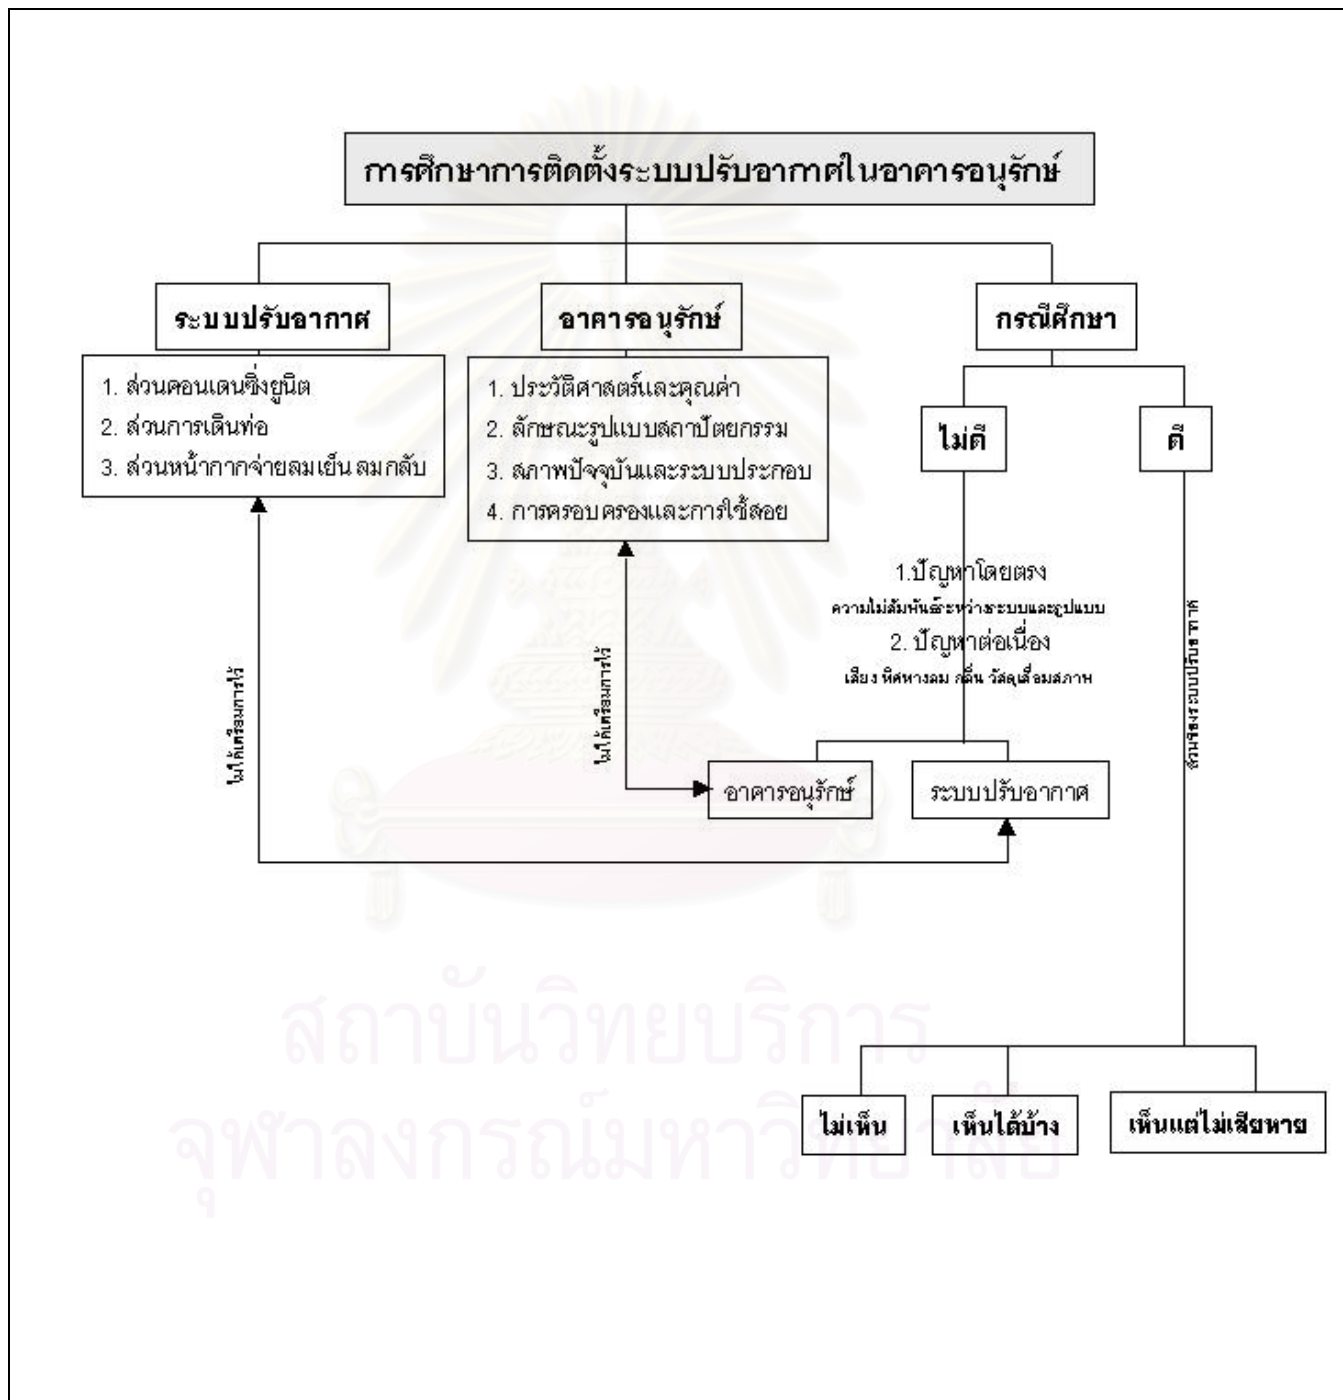 การศึกษาการติดตั้งระบบปรับอากาศในอาคารอนุรักษ์
ระบบปรับอากาศ
1. ส่วนคอนเดนซิ่งยูนิต
2. ส่วนการเดินท่อ
3. ส่วนหน้ากากจ่ายลมเย็น ลมกลับ
อาคารอนุรักษ์
1. ประวัติศาสตร์และคุณค่า
2. ลักษณะรูปแบบสถาปัตยกรรม
3. สภาพปัจจุบันและระบบประกอบ
4. การครอบครองและการใช้สอย
กรณีศึกษา
ไม่ดี
ดี
1.ปัญหาโดยตรง
ความไม่สัมพันธ์ระหว่างระบบและรูปแบบ
2. ปัญหาต่อเนื่อง
เสียง ทิศทางลม กลิ่น วัสดุเสื่อมสภาพ
ไม่ได้เตรียมการไว้
ไม่ได้เตรียมการไว้
ส่วนของระบบปรับอากาศ
อาคารอนุรักษ์
ระบบปรับอากาศ
ไม่เห็น
เห็นได้บ้าง
เห็นแต่ไม่เสียหาย
สถาบันวิทยบริการ
จุฬาลงกรณ์มหาวิทยาลัย